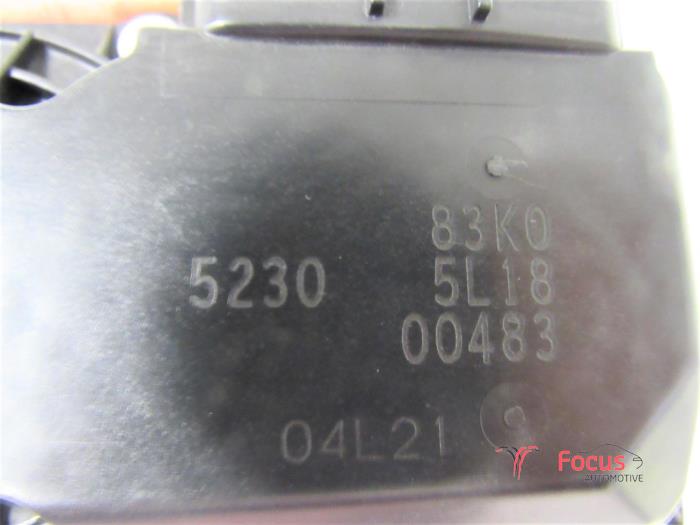 83K0
5230 5L18
00483
04L21
Focus
AUTOMOTIVE